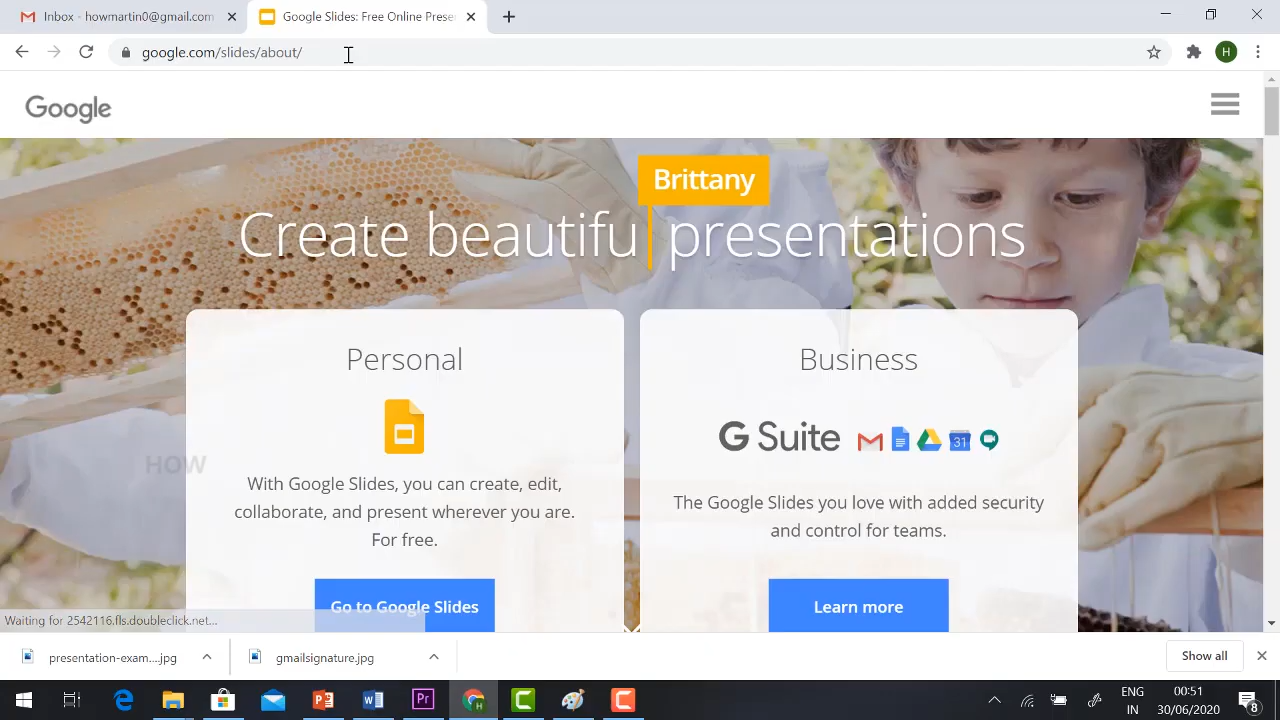 Inbox - howmartin0@gmail.com
Google Slides: Free Online Prese
google.com/slides/about/
H
Google
Brittany
Create beautifu presentations
Personal
With Google Slides, you can create, edit,
collaborate, and present wherever you are.
For free.
Go to Google Slides
Business
G Suite
31
The Google Slides you love with added security
and control for teams.
Learn more
HOW
Waiting for 2542116.fls.doubleclick.net...
presentation-exam....jpg
gmailsignature.jpg
Show all
ENG
IN
00:51
30/06/2020
8